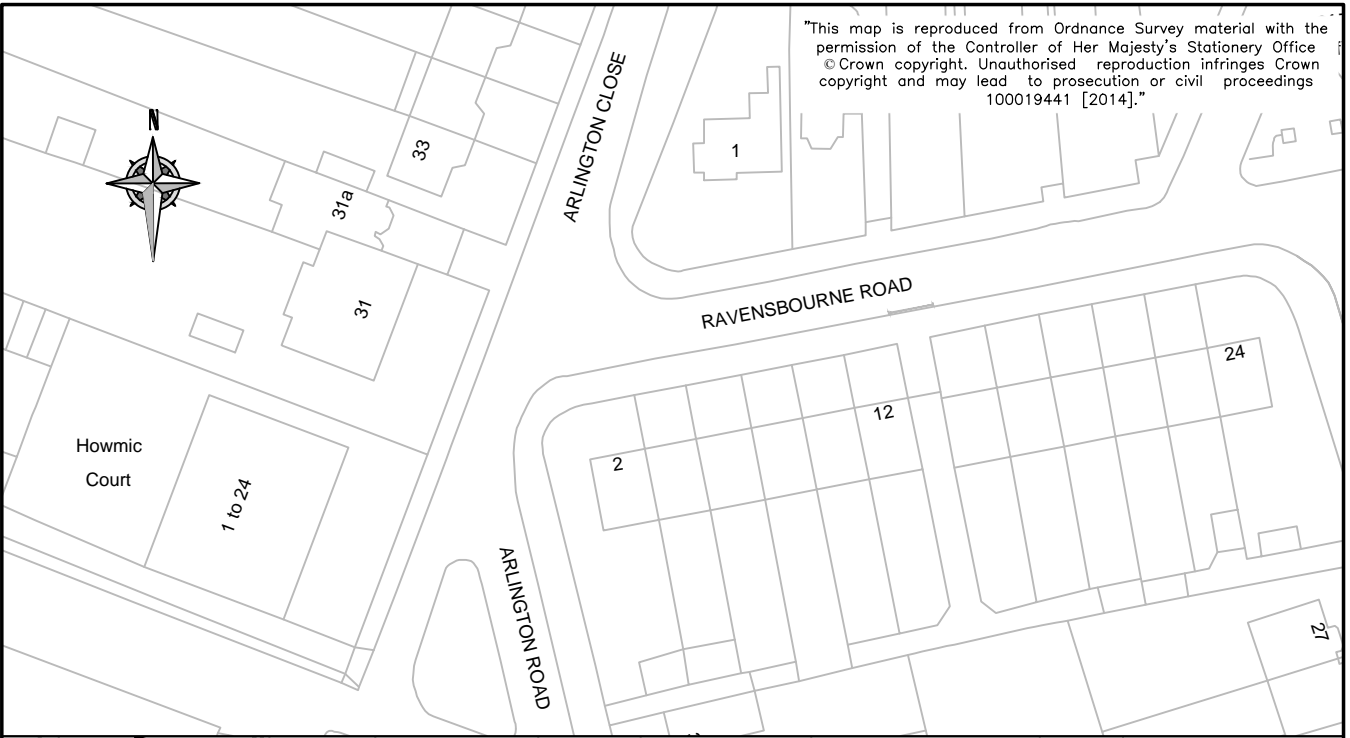 "This map is reproduced from Ordnance Survey material with the
permission of the Controller of Her Majesty's Stationery Office
© Crown copyright. Unauthorised reproduction infringes Crown
copyright and may lead to prosecution or civil proceedings
100019441 [2014]."
N
ARLINGTON CLOSE
33
1
31a
31
RAVENSBOURNE ROAD
24
12
2
Howmic
Court
1 to 24
ARLINGTON ROAD
27